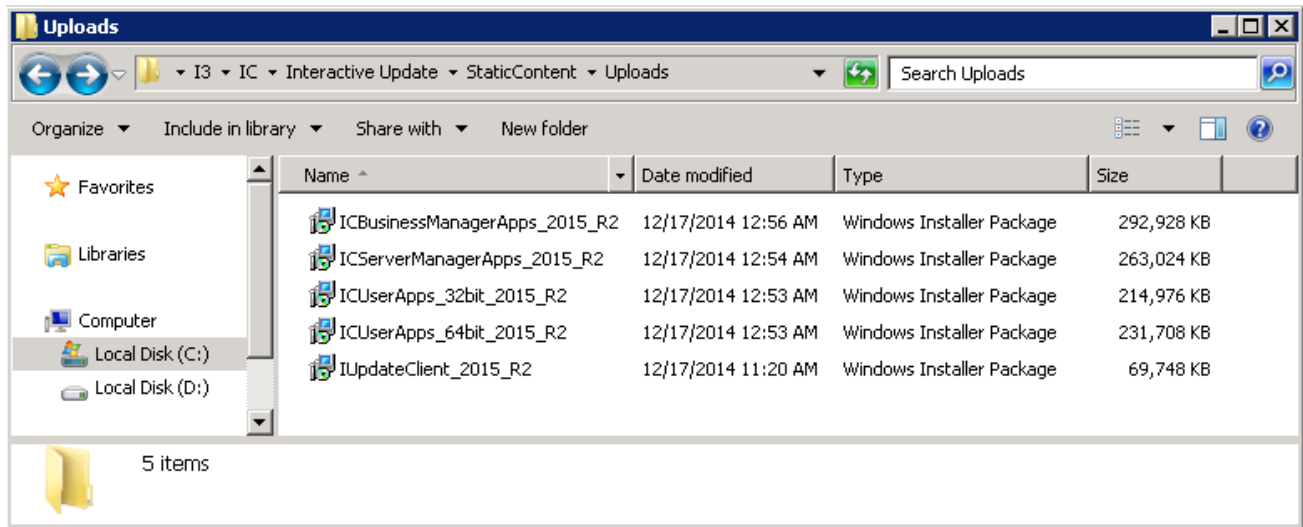 Uploads
I3 IC Interactive Update StaticContent Uploads Search Uploads
Organize Include in library Share with New folder
Favorites
Libraries
Computer
Local Disk (C:)
Local Disk (D:)
Name Date modified Type Size
ICBusinessManagerApps_2015_R2 12/17/2014 12:56 AM Windows Installer Package 292,928 KB
ICServerManagerApps_2015_R2 12/17/2014 12:54 AM Windows Installer Package 263,024 KB
ICUserApps_32bit_2015_R2 12/17/2014 12:53 AM Windows Installer Package 214,976 KB
ICUserApps_64bit_2015_R2 12/17/2014 12:53 AM Windows Installer Package 231,708 KB
IUpdateClient_2015_R2 12/17/2014 11:20 AM Windows Installer Package 69,748 KB
5 items